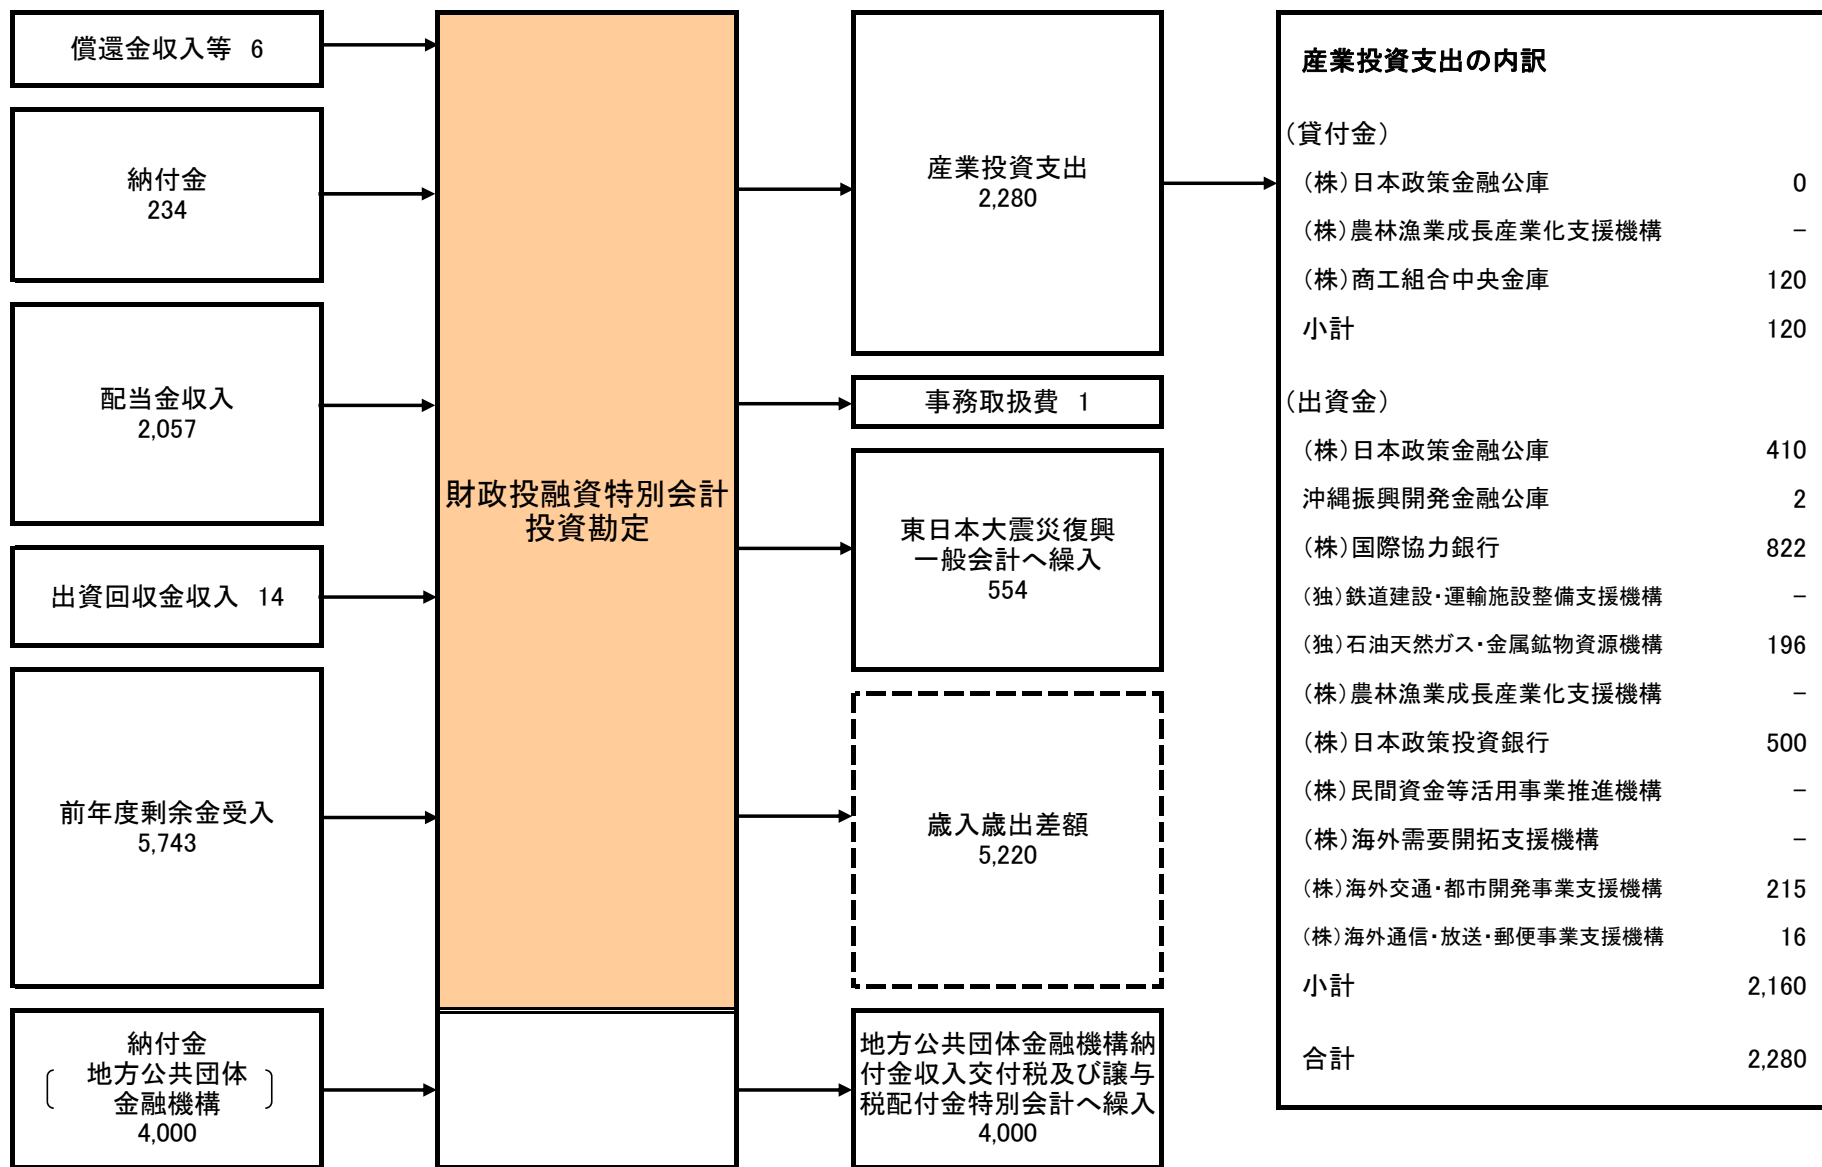 償還金収入等 6
納付金
234
配当金収入
2,057
出資回収金収入 14
前年度剰余金受入
5,743
納付金
〔 地方公共団体 〕
金融機構
4,000
財政投融資特別会計
投資勘定
産業投資支出
2,280
事務取扱費 1
東日本大震災復興
一般会計へ繰入
554
歳入歳出差額
5,220
地方公共団体金融機構納
付金収入交付税及び譲与
税配付金特別会計へ繰入
4,000
産業投資支出の内訳
(貸付金)
(株)日本政策金融公庫 0
(株)農林漁業成長産業化支援機構 −
(株)商工組合中央金庫 120
小計 120
(出資金)
(株)日本政策金融公庫 410
沖縄振興開発金融公庫 2
(株)国際協力銀行 822
(独)鉄道建設・運輸施設整備支援機構 −
(独)石油天然ガス・金属鉱物資源機構 196
(株)農林漁業成長産業化支援機構 −
(株)日本政策投資銀行 500
(株)民間資金等活用事業推進機構 −
(株)海外需要開拓支援機構 −
(株)海外交通・都市開発事業支援機構 215
(株)海外通信・放送・郵便事業支援機構 16
小計 2,160
合計 2,280